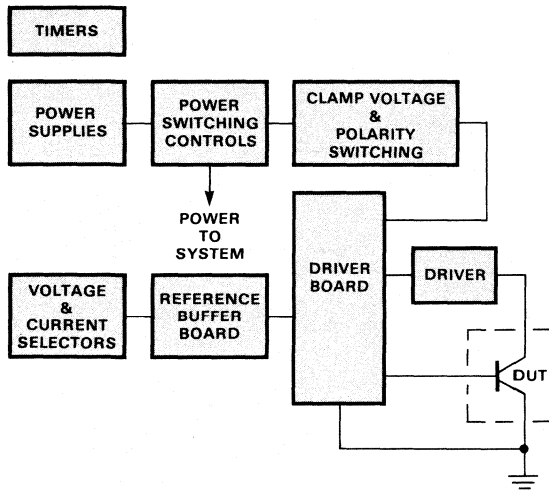 TIMERS
POWER
SUPPLIES
POWER
SWITCHING
CONTROLS
CLAMP VOLTAGE
&
POLARITY
SWITCHING
POWER
TO
SYSTEM
VOLTAGE
&
CURRENT
SELECTORS
REFERENCE
BUFFER
BOARD
DRIVER
BOARD
DRIVER
DUT